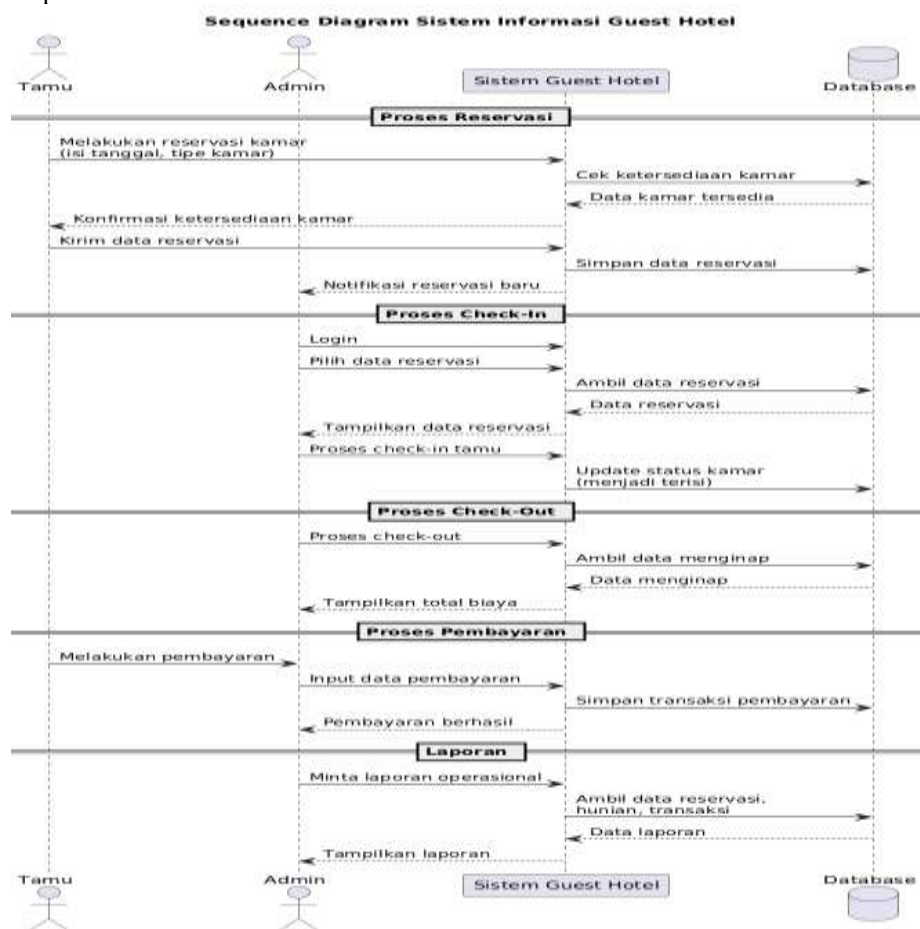 Sequence Diagram Sistem Informasi Guest Hotel
Tamu
Admin
Sistem Guest Hotel
Database
Proses Reservasi
Melakukan reservasi kamar
(isi tanggal, tipe kamar)
Cek ketersediaan kamar
Data kamar tersedia
Konfirmasi ketersediaan kamar
Kirim data reservasi
Simpan data reservasi
Notifikasi reservasi baru
Proses Check-In
Login
Pilih data reservasi
Ambil data reservasi
Data reservasi
Tampilkan data reservasi
Proses check-in tamu
Update status kamar
(menjadi terisi)
Proses Check-Out
Proses check-out
Ambil data menginap
Data menginap
Tampilkan total biaya
Proses Pembayaran
Melakukan pembayaran
Input data pembayaran
Simpan transaksi pembayaran
Pembayaran berhasil
Laporan
Minta laporan operasional
Ambil data reservasi,
hunian, transaksi
Data laporan
Tampilkan laporan
Tamu
Admin
Sistem Guest Hotel
Database